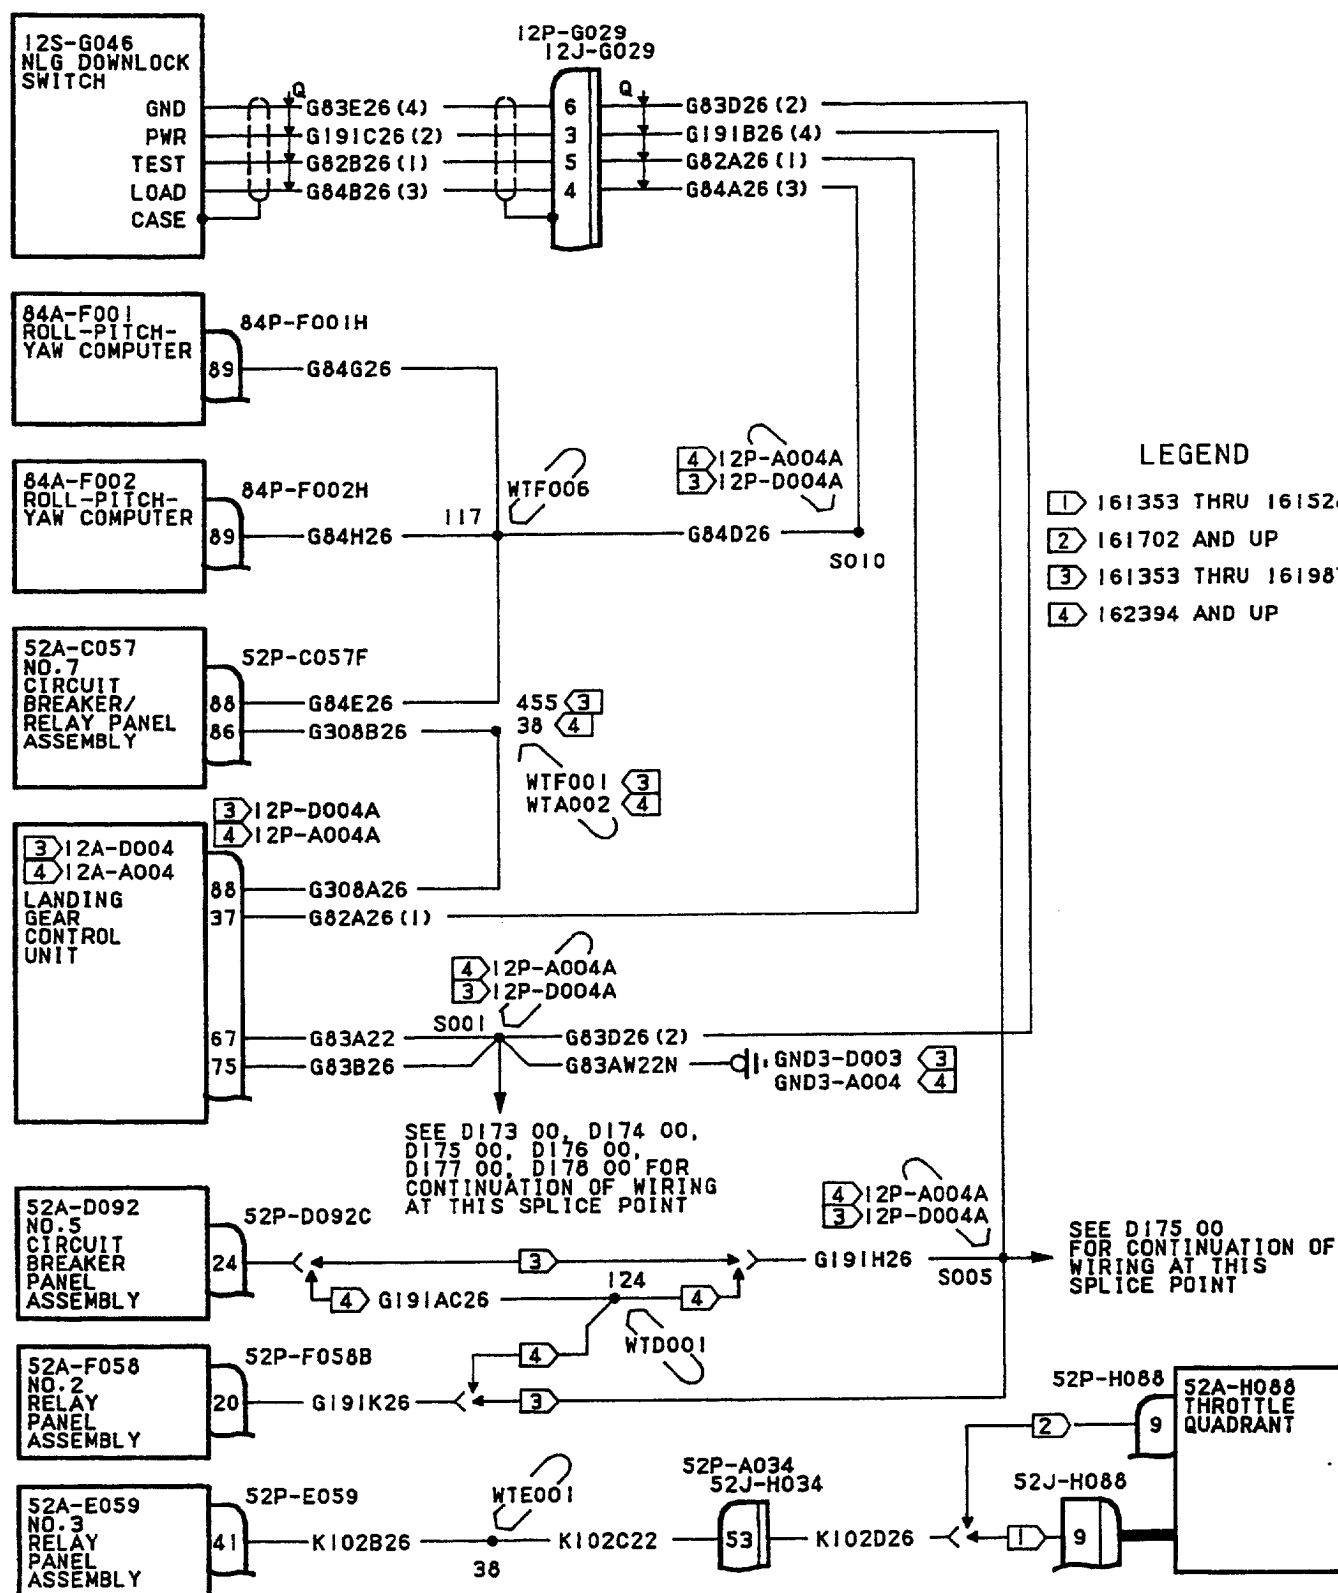 12S-G046
NLG DOWNLOCK
SWITCH
GND
PWR
TEST
LOAD
CASE
Q
G83E26(4)
G191C26(2)
G82B26(1)
G84B26(3)
12P-G029
12J-G029
6
3
5
4
Q
G83D26(2)
G191B26(4)
G82A26(1)
G84A26(3)
84A-F001
ROLL-PITCH-
YAW COMPUTER
84P-F001H
89
G84G26
84A-F002
ROLL-PITCH-
YAW COMPUTER
84P-F002H
89
G84H26
117
WTF006
4 12P-A004A
3 12P-D004A
G84D26
S010
LEGEND
1 161353 THRU
2 161702 AND UP
3 161353 THRU
4 162394 AND UP
52A-C057
NO.7
CIRCUIT
BREAKER/
RELAY PANEL
ASSEMBLY
52P-C057F
88
86
G84E26
G308B26
455 3
38 4
WTF001 3
WTA002 4
3 12P-D004A
4 12P-A004A
3 12A-D004
4 12A-A004
LANDING
GEAR
CONTROL
UNIT
88
37
67
75
G308A26
G82A26(1)
4 12P-A004A
3 12P-D004A
S001
G83A22
G83B26
G83D26(2)
G83AW22N
GND3-D003 3
GND3-A004 4
SEE D173 00, D174 00,
D175 00, D176 00,
D177 00, D178 00 FOR
CONTINUATION OF WIRING
AT THIS SPLICE POINT
52A-D092
NO.5
CIRCUIT
BREAKER
PANEL
ASSEMBLY
52P-D092C
24
3
4 G191AC26
124
4
WTD001
4 12P-A004A
3 12P-D004A
G191H26
S005
SEE D175 00
FOR CONTINUATION OF
WIRING AT THIS
SPLICE POINT
52A-F058
NO.2
RELAY
PANEL
ASSEMBLY
52P-F058B
20
G191K26
4
3
52P-H088
52A-H088
THROTTLE
QUADRANT
2
9
52A-E059
NO.3
RELAY
PANEL
ASSEMBLY
52P-E059
41
K102B26
WTE001
38
K102C22
52P-A034
52J-H034
53
K102D26
1
52J-H088
9